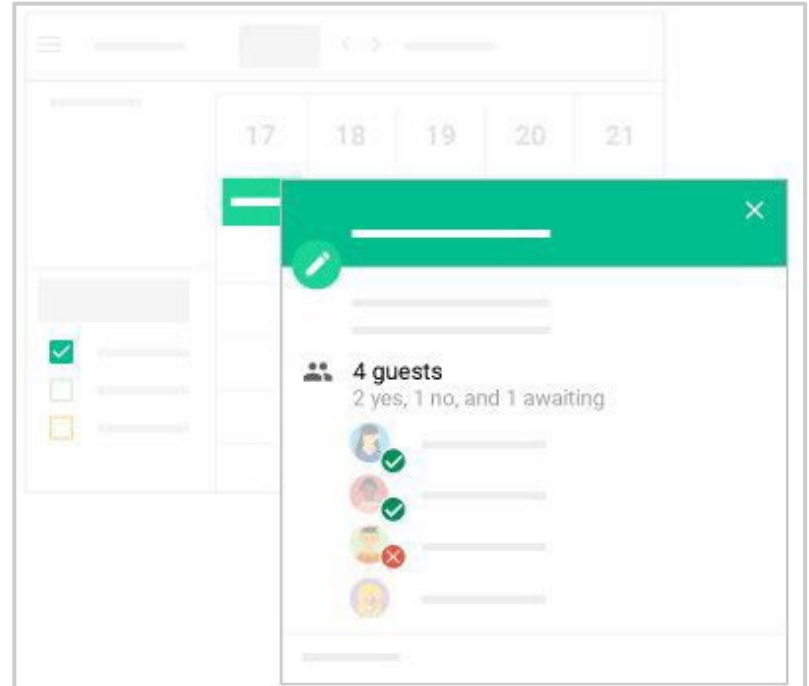 17 18 19 20 21
4 guests
2 yes, 1 no, and 1 awaiting